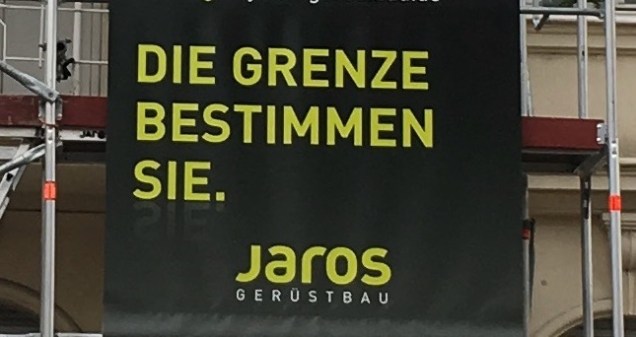 DIE GRENZE
BESTIMMEN
SIE.
Jaros
GERÜSTBAU